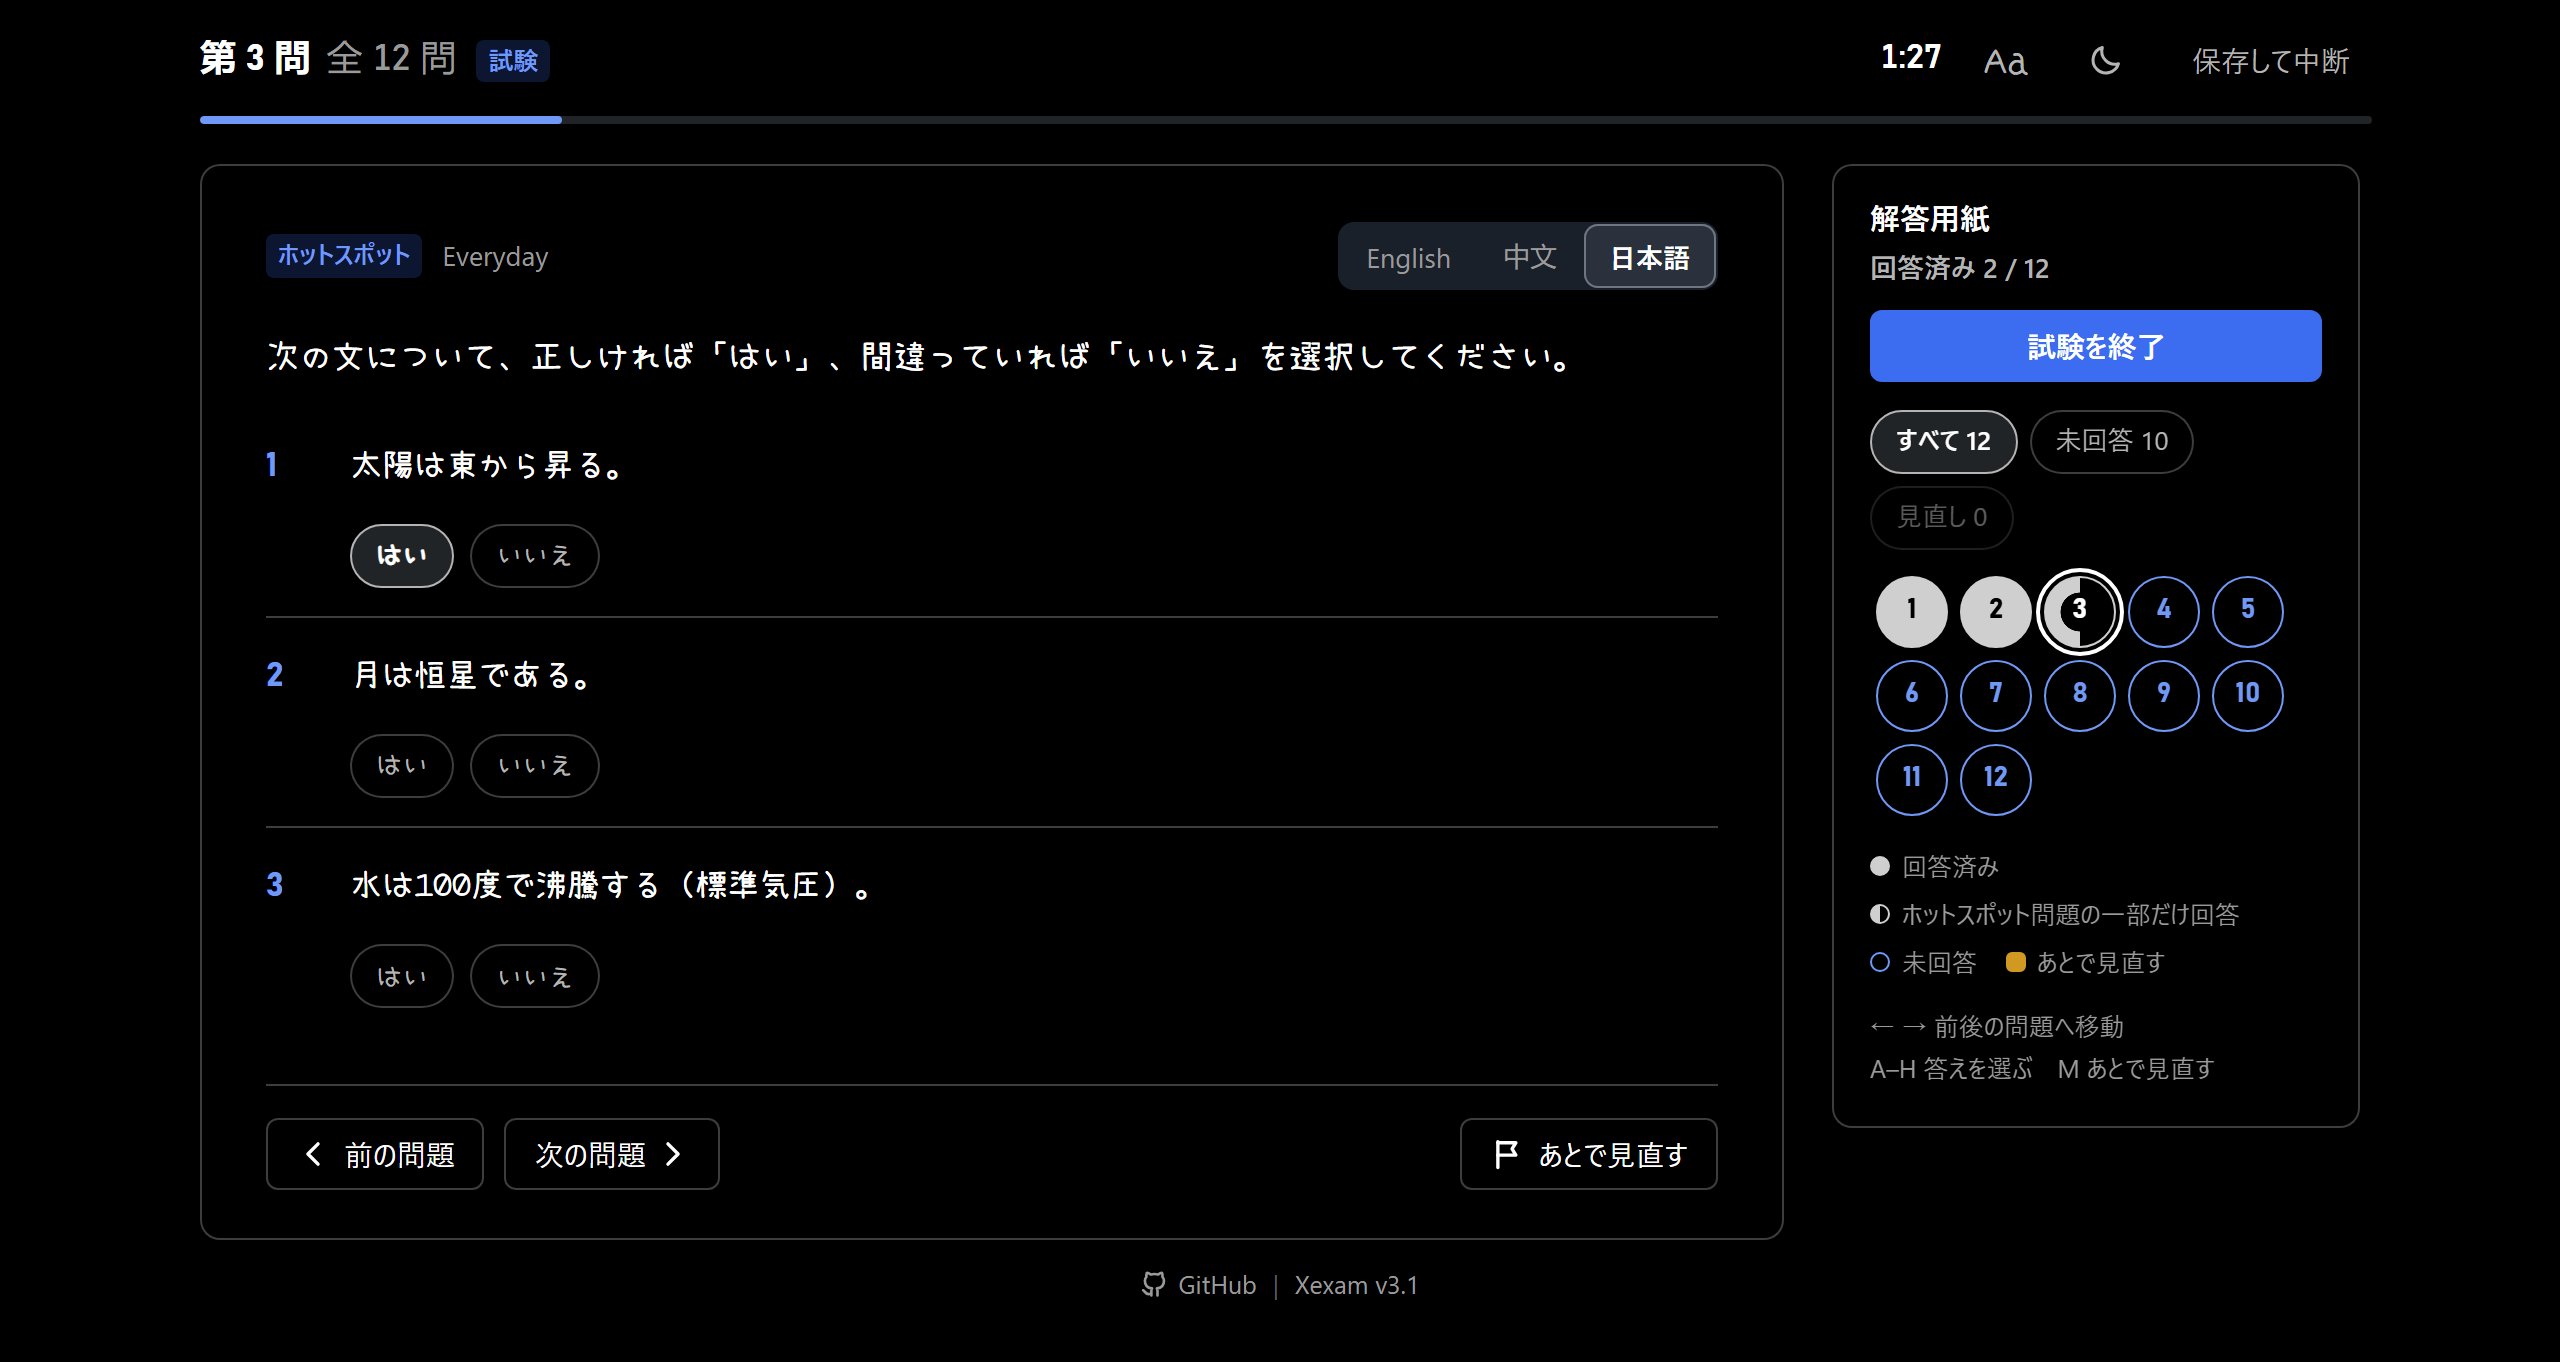 第 3 問 全 12 問 試験
1:27 Aa 保存して中断
ホットスポット Everyday
English 中文 日本語
次の文について、正しければ「はい」、間違っていれば「いいえ」を選択してください。
1 太陽は東から昇る。
はい いいえ
2 月は恒星である。
はい いいえ
3 水は100度で沸騰する（標準気圧）。
はい いいえ
前の問題 次の問題 あとで見直す
解答用紙
回答済み 2 / 12
試験を終了
すべて 12 未回答 10
見直し 0
1 2 3 4 5
6 7 8 9 10
11 12
回答済み
ホットスポット問題の一部だけ回答
未回答 あとで見直す
← → 前後の問題へ移動
A–H 答えを選ぶ M あとで見直す
GitHub | Xexam v3.1